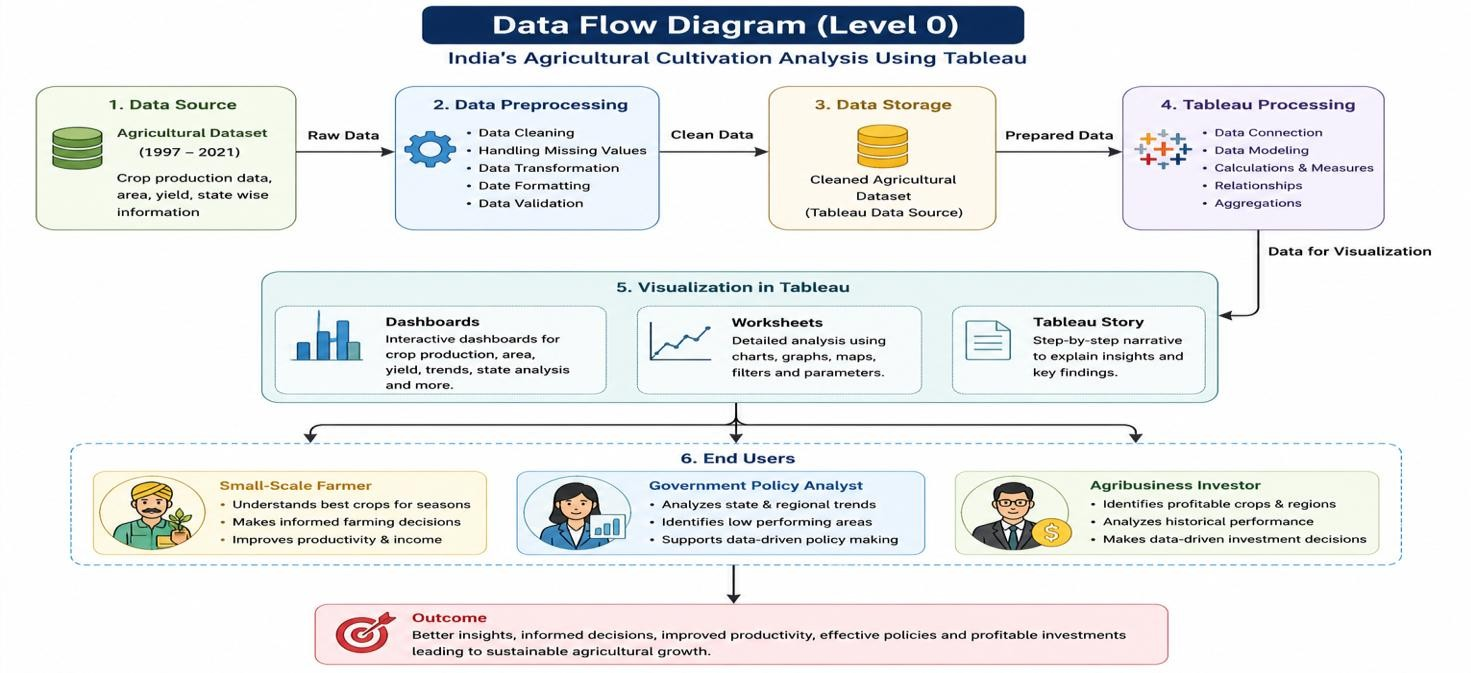 Data Flow Diagram (Level 0)
India's Agricultural Cultivation Analysis Using Tableau
1. Data Source
Agricultural Dataset
(1997 – 2021)
Crop production data,
area, yield, state wise
information
Raw Data
2. Data Preprocessing
• Data Cleaning
• Handling Missing Values
• Data Transformation
• Date Formatting
• Data Validation
Clean Data
3. Data Storage
Cleaned Agricultural
Dataset
(Tableau Data Source)
Prepared Data
4. Tableau Processing
• Data Connection
• Data Modeling
• Calculations & Measures
• Relationships
• Aggregations
Data for Visualization
5. Visualization in Tableau
Dashboards
Interactive dashboards for
crop production, area,
yield, trends, state analysis
and more.
Worksheets
Detailed analysis using
charts, graphs, maps,
filters and parameters.
Tableau Story
Step-by-step narrative
to explain insights and
key findings.
6. End Users
Small-Scale Farmer
• Understands best crops for seasons
• Makes informed farming decisions
• Improves productivity & income
Government Policy Analyst
• Analyzes state & regional trends
• Identifies low performing areas
• Supports data-driven policy making
$
Agribusiness Investor
• Identifies profitable crops & regions
• Analyzes historical performance
• Makes data-driven investment decisions
Outcome
Better insights, informed decisions, improved productivity, effective policies and profitable investments
leading to sustainable agricultural growth.